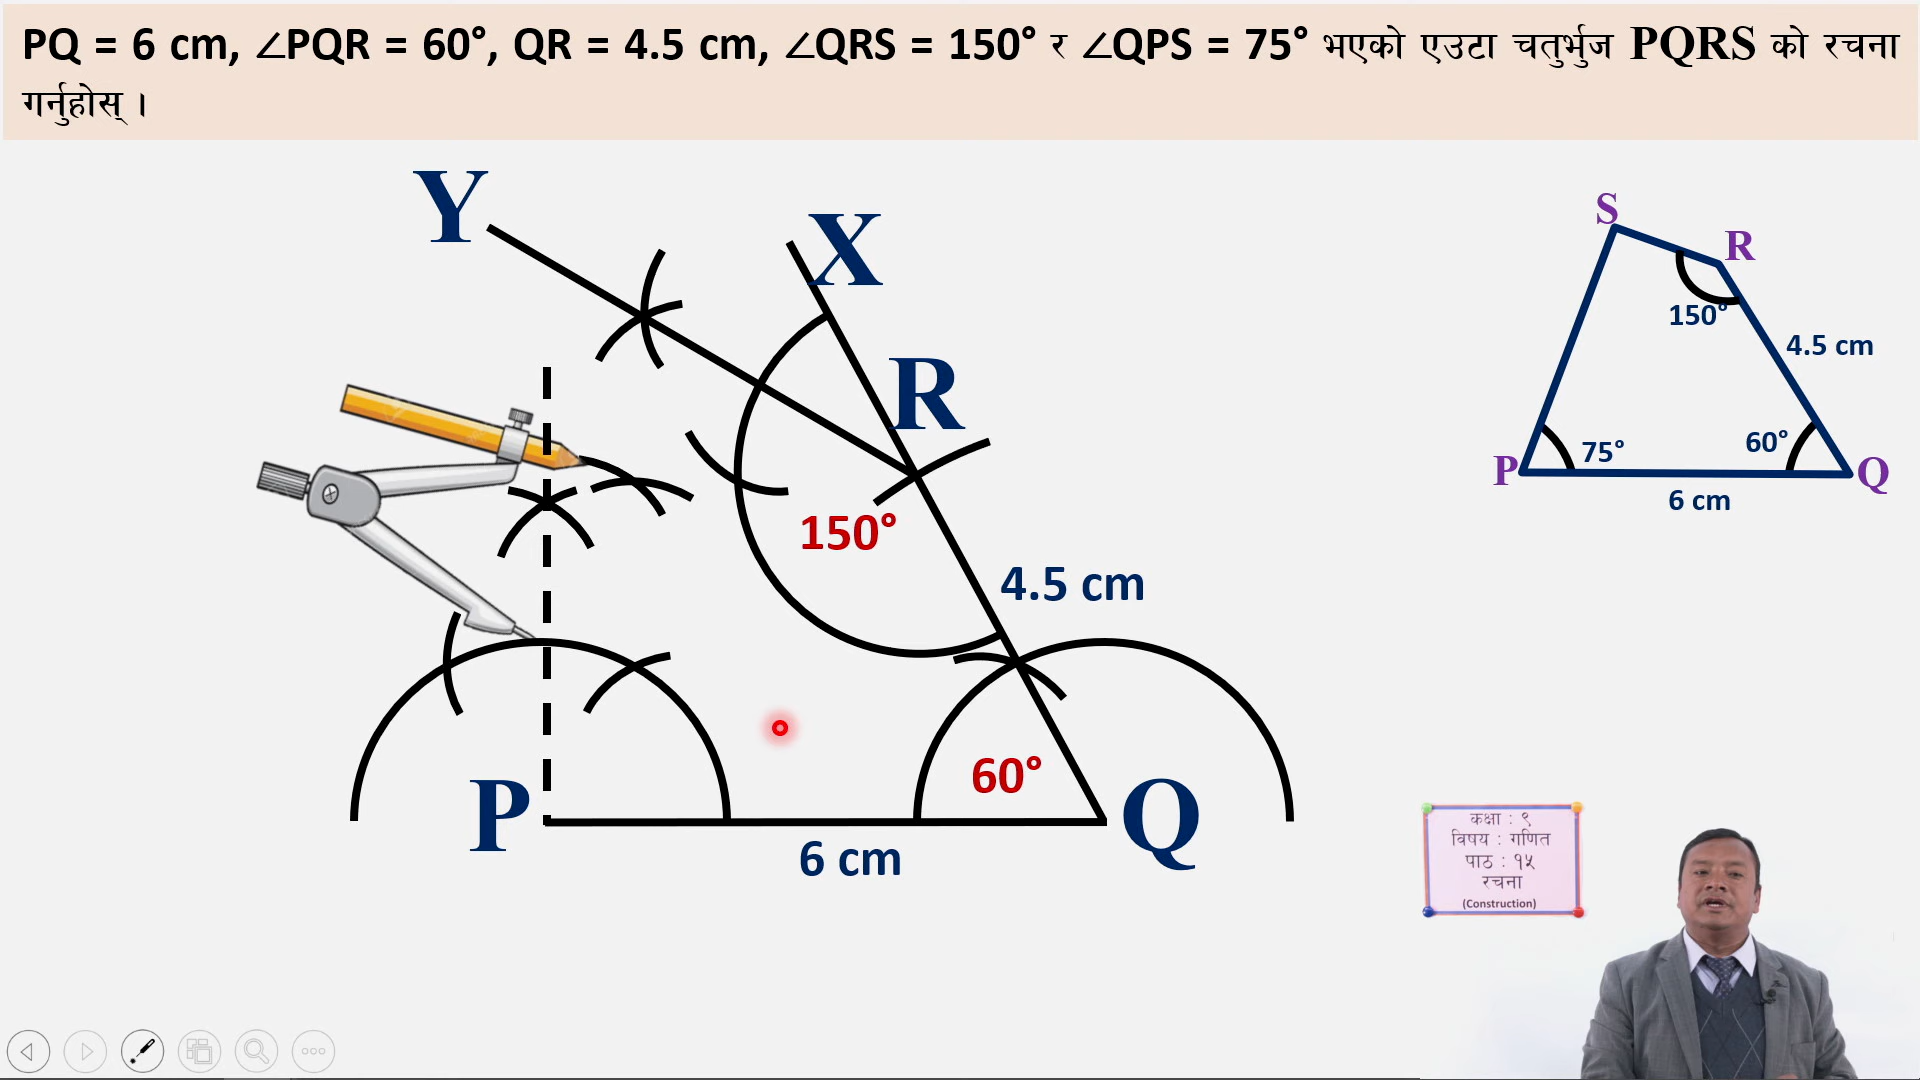 PQ = 6 cm, ∠PQR = 60°, QR = 4.5 cm, ∠QRS = 150° र ∠QPS = 75° भएको एउटा चतुर्भुज PQRS को रचना
गर्नुहोस् ।
Y
X
R
150°
4.5 cm
60°
P
Q
6 cm
S
R
150°
4.5 cm
75°
60°
P
Q
6 cm
कक्षा : ९
विषय : गणित
पाठ : १५
रचना
(Construction)